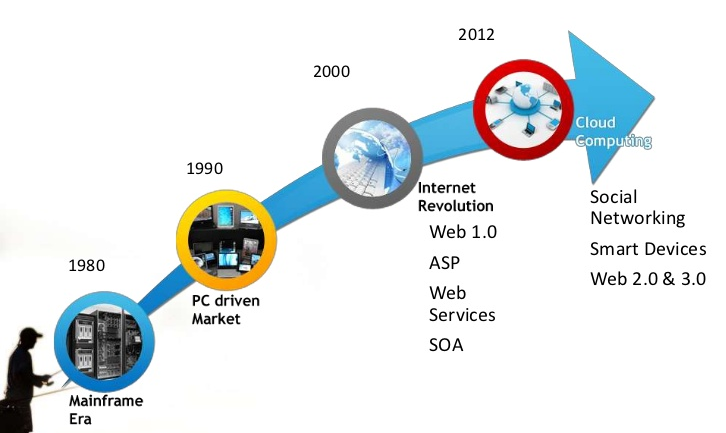 1980
Mainframe
Era
1990
PC driven
Market
2000
Internet
Revolution
Web 1.0
ASP
Web
Services
SOA
2012
Cloud
Computing
Social
Networking
Smart Devices
Web 2.0 & 3.0